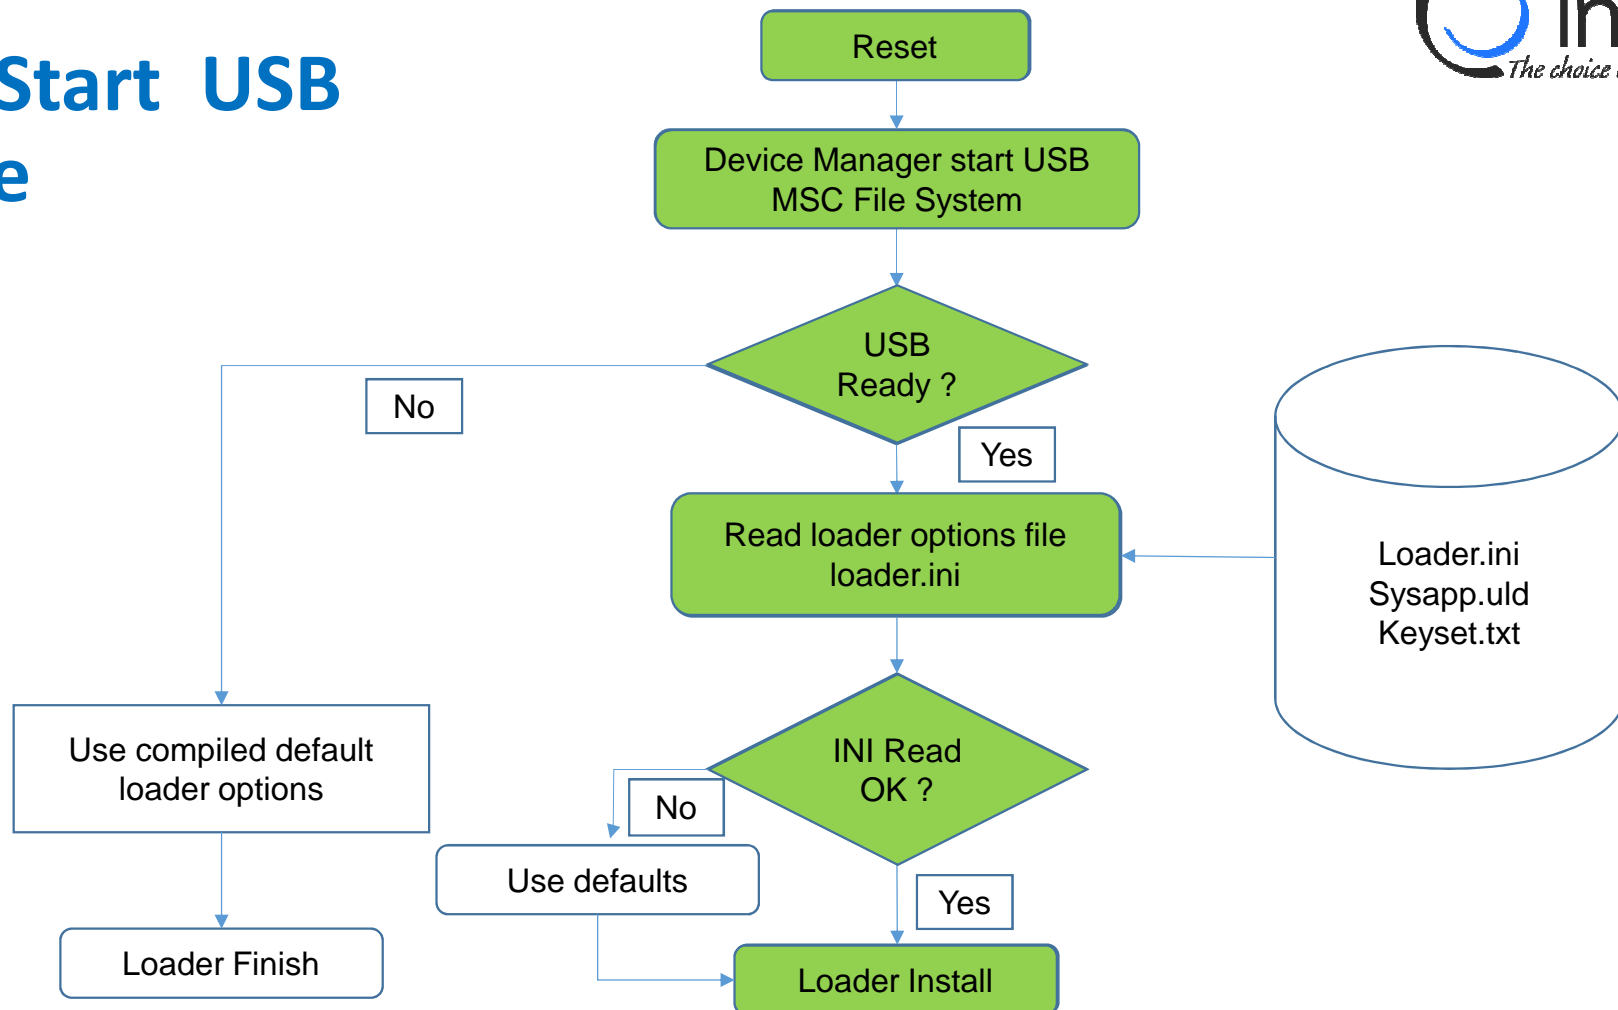 Start USB
e
In
The choice
Reset
Device Manager start USB
MSC File System
USB
Ready ?
No
Yes
Read loader options file
loader.ini
Loader.ini
Sysapp.uld
Keyset.txt
Use compiled default
loader options
INI Read
OK ?
No
Use defaults
Yes
Loader Finish
Loader Install